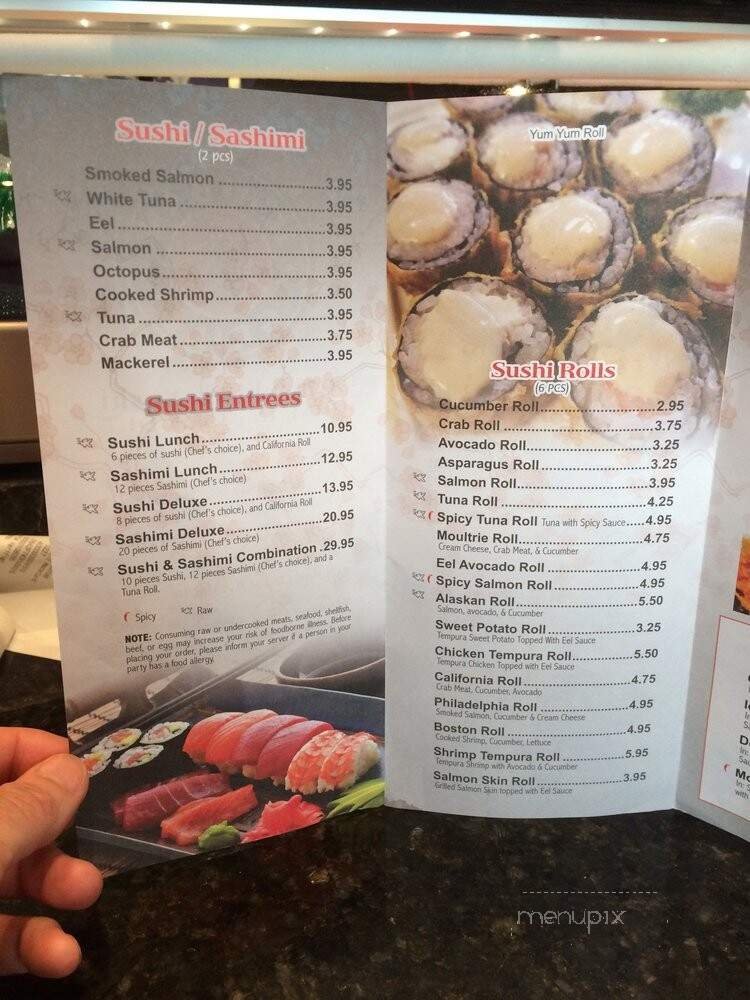 Sushi / Sashimi
(2 pcs)
Smoked Salmon ..........................3.95
White Tuna ..........................3.95
Eel ..........................3.95
Salmon ..........................3.95
Octopus ..........................3.95
Cooked Shrimp ..........................3.50
Tuna ..........................3.95
Crab Meat ..........................3.75
Mackerel ..........................3.95
Sushi Entrees
Sushi Lunch ..........................10.95
6 pieces of sushi (Chef's choice), and California Roll
Sashimi Lunch ..........................12.95
12 pieces Sashimi (Chef's choice)
Sushi Deluxe ..........................13.95
8 pieces of sushi (Chef's choice), and California Roll
Sashimi Deluxe ..........................20.95
20 pieces of Sashimi (Chef's choice)
Sushi & Sashimi Combination .29.95
10 pieces Sushi, 12 pieces Sashimi (Chef's choice), and a
Tuna Roll.
Spicy Raw
NOTE: Consuming raw or undercooked meats, seafood, shellfish,
beef, or egg may increase your risk of foodborne illness. Before
placing your order, please inform your server if a person in your
party has a food allergy.
Yum Yum Roll
Sushi Rolls
(6 PCS)
Cucumber Roll ..........................2.95
Crab Roll ..........................3.75
Avocado Roll ..........................3.25
Asparagus Roll ..........................3.25
Salmon Roll ..........................3.95
Tuna Roll ..........................4.25
Spicy Tuna Roll Tuna with Spicy Sauce.....4.95
Moultrie Roll ..........................4.75
Cream Cheese, Crab Meat, & Cucumber
Eel Avocado Roll ..........................4.95
Spicy Salmon Roll ..........................4.95
Alaskan Roll ..........................5.50
Salmon, avocado, & Cucumber
Sweet Potato Roll ..........................3.25
Tempura Sweet Potato Topped With Eel Sauce
Chicken Tempura Roll ..........................5.50
Tempura Chicken Topped with Eel Sauce
California Roll ..........................4.75
Crab Meat, Cucumber, Avocado
Philadelphia Roll ..........................4.95
Smoked Salmon, Cucumber & Cream Cheese
Boston Roll ..........................4.95
Cooked Shrimp, Cucumber, Lettuce
Shrimp Tempura Roll ..........................5.95
Tempura Shrimp with Avocado & Cucumber
Salmon Skin Roll ..........................3.95
Grilled Salmon Skin topped with Eel Sauce
In:
Mo
In:
with
menupix